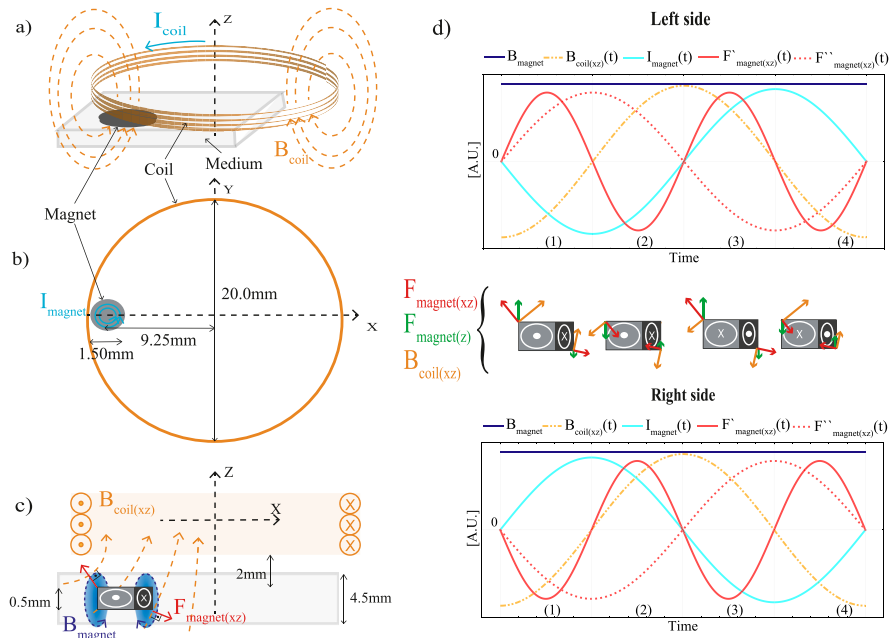 a)
Z
I coil
B coil
Medium
Coil
Magnet
b)
Y
I magnet
20.0mm
X
9.25mm
1.50mm
c)
Z
B coil(xz)
X
X
X
X
2mm
0.5mm
4.5mm
X
B magnet
F magnet(xz)
d)
Left side
B magnet B coil(xz)(t) I magnet(t) F` magnet(xz)(t) F`` magnet(xz)(t)
0
[A.U.]
(1) (2) (3) (4)
Time
F magnet(xz)
F magnet(z)
B coil(xz)
X X X X
Right side
B magnet B coil(xz)(t) I magnet(t) F` magnet(xz)(t) F`` magnet(xz)(t)
0
[A.U.]
(1) (2) (3) (4)
Time